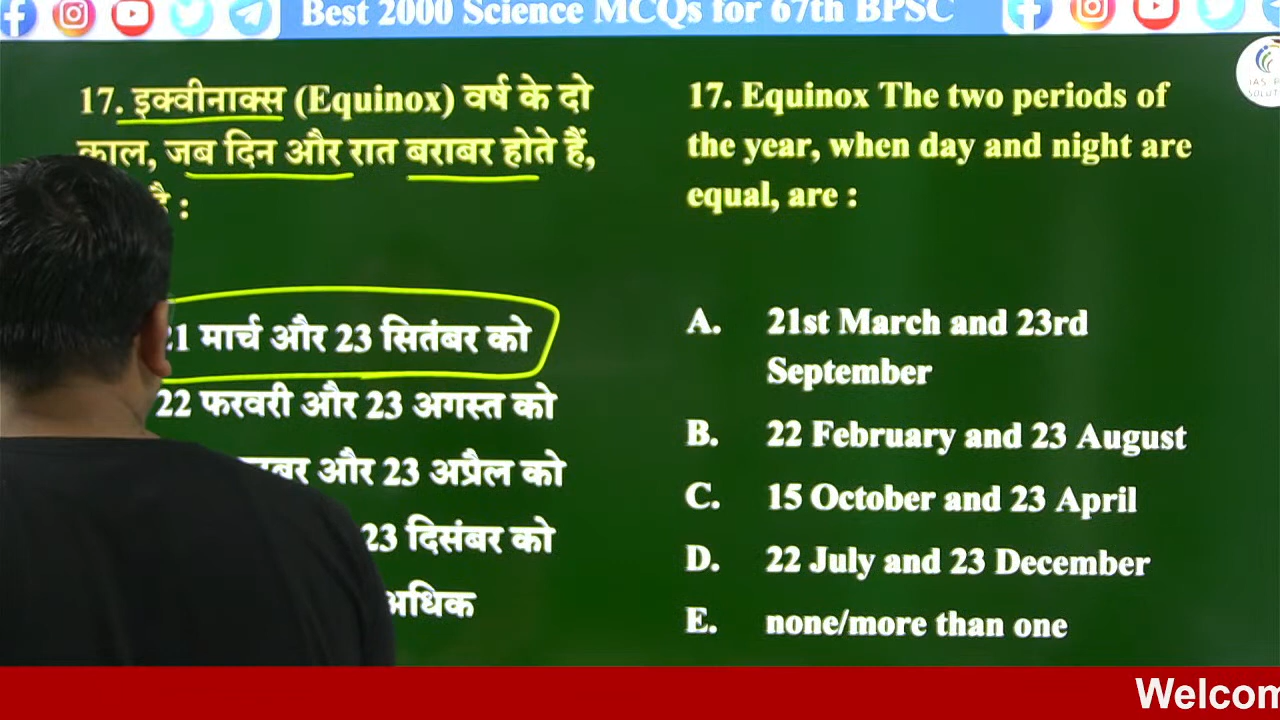 Best 2000 Science MCQs for 67th BPSC
17. इक्वीनाक्स (Equinox) वर्ष के दो
काल, जब दिन और रात बराबर होते हैं,
:
21 मार्च और 23 सितंबर को
22 फरवरी और 23 अगस्त को
और 23 अप्रैल को
23 दिसंबर को
अधिक
17. Equinox The two periods of
the year, when day and night are
equal, are :
A. 21st March and 23rd
September
B. 22 February and 23 August
C. 15 October and 23 April
D. 22 July and 23 December
E. none/more than one
IAS
Welcom